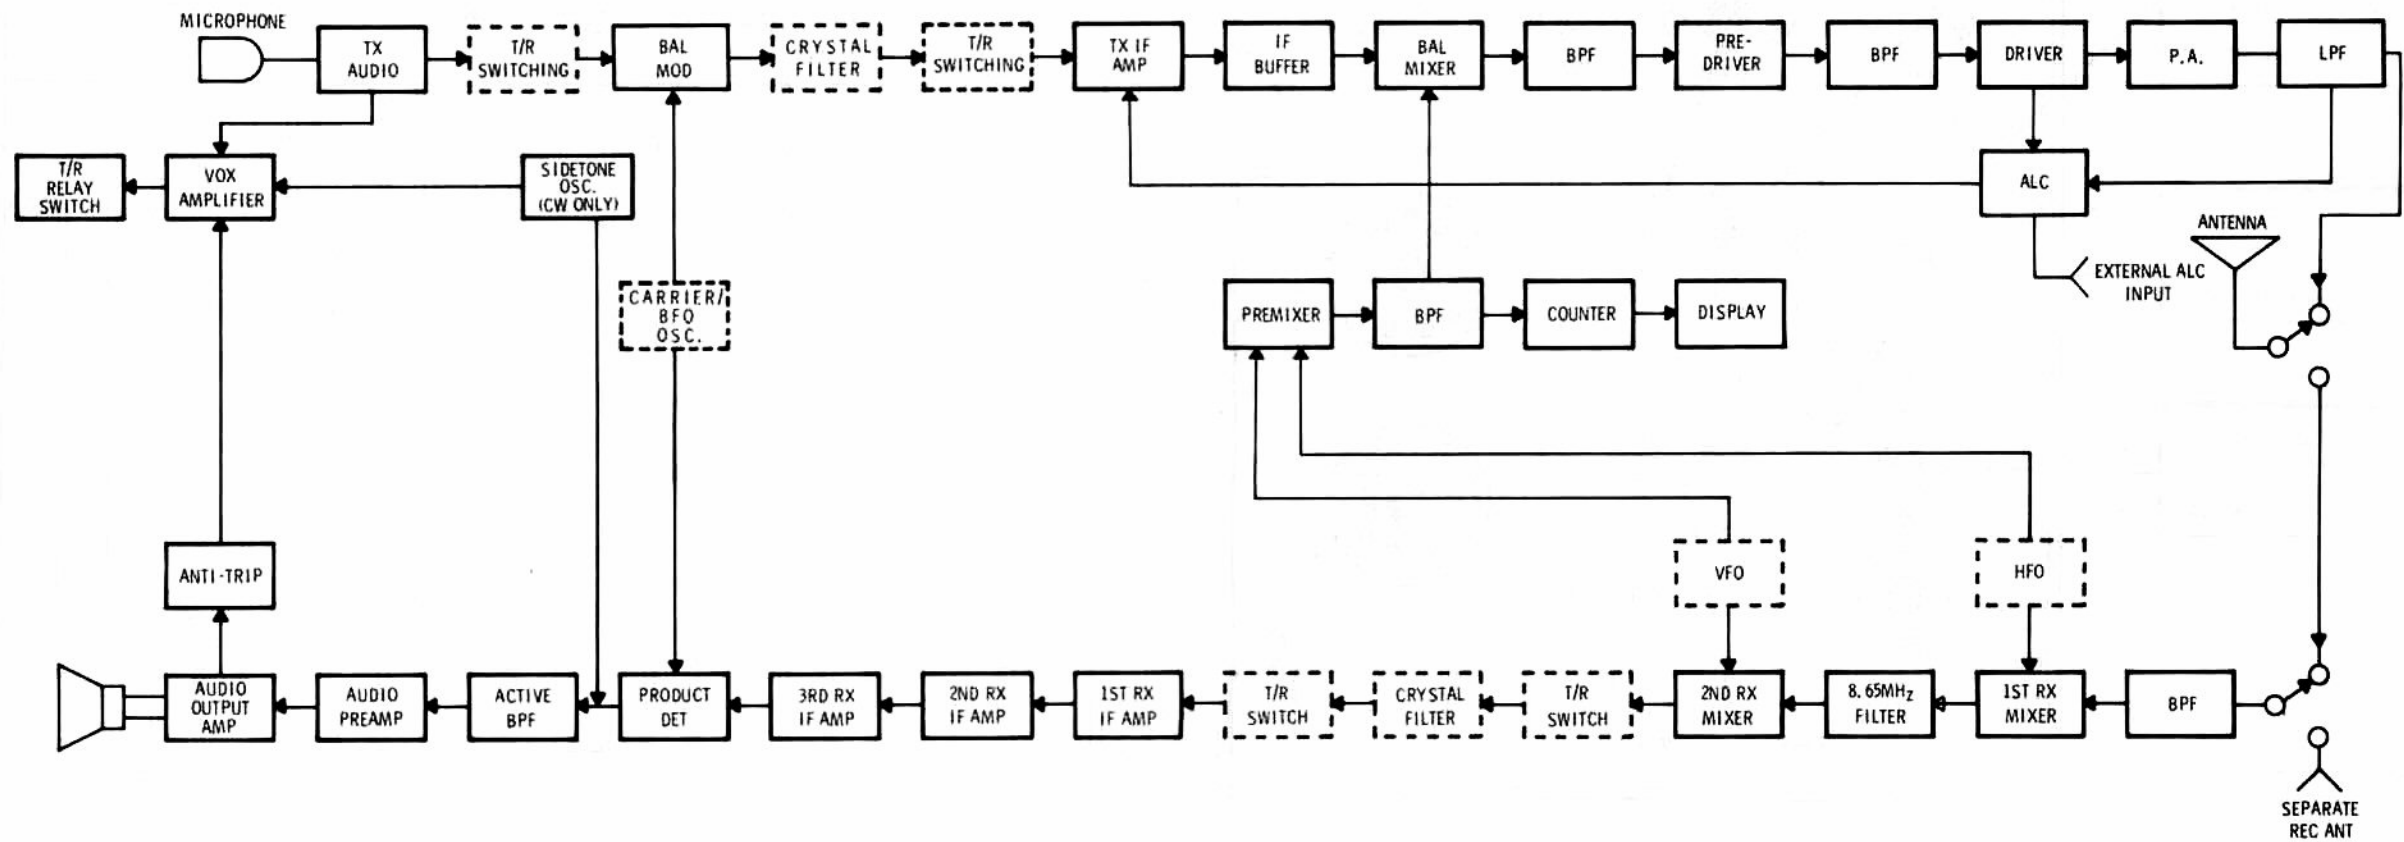 MICROPHONE
TX
AUDIO
T/R
SWITCHING
BAL
MOD
CRYSTAL
FILTER
T/R
SWITCHING
TX IF
AMP
IF
BUFFER
BAL
MIXER
BPF
PRE-
DRIVER
BPF
DRIVER
P.A.
LPF
T/R
RELAY
SWITCH
VOX
AMPLIFIER
SIDETONE
OSC.
(CW ONLY)
ALC
ANTENNA
EXTERNAL ALC
INPUT
CARRIER/
BFO
OSC.
PREMIXER
BPF
COUNTER
DISPLAY
ANTI-TRIP
VFO
HFO
AUDIO
OUTPUT
AMP
AUDIO
PREAMP
ACTIVE
BPF
PRODUCT
DET
3RD RX
IF AMP
2ND RX
IF AMP
1ST RX
IF AMP
T/R
SWITCH
CRYSTAL
FILTER
T/R
SWITCH
2ND RX
MIXER
8.65MHz
FILTER
1ST RX
MIXER
BPF
SEPARATE
REC ANT